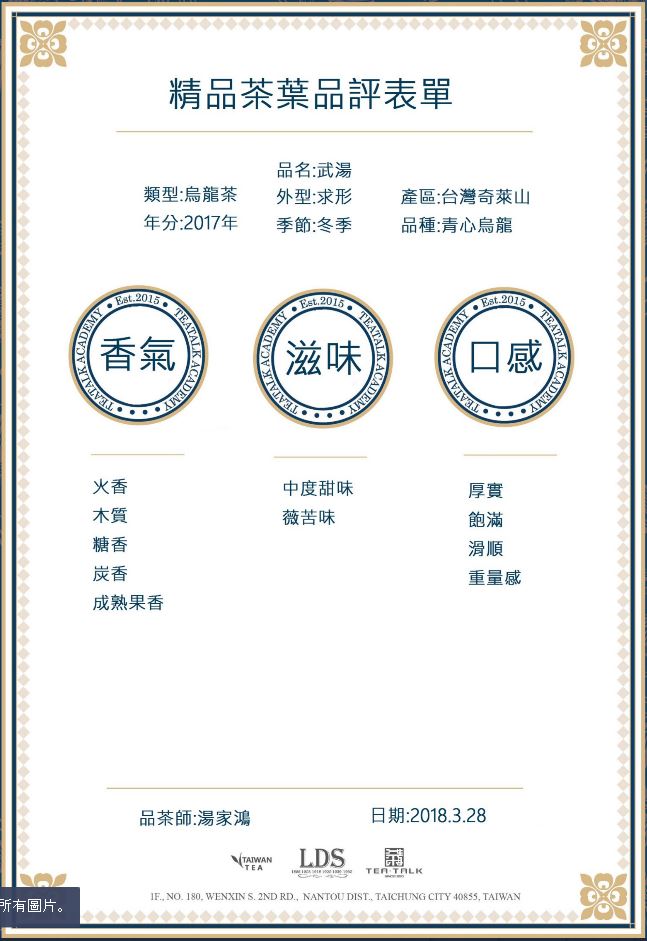 精品茶葉品評表單
品名:武湯
類型:烏龍茶
外型:求形
產區:台灣奇萊山
年分:2017年
季節:冬季
品種:青心烏龍
Est.2015
TEATALK ACADEMY
TEATALK ACADEMY
香氣
Est.2015
TEATALK ACADEMY
TEATALK ACADEMY
滋味
Est.2015
TEATALK ACADEMY
TEATALK ACADEMY
口感
火香
木質
糖香
炭香
成熟果香
中度甜味
薇苦味
厚實
飽滿
滑順
重量感
品茶師:湯家鴻
日期:2018.3.28
TAIWAN
TEA
LDS
TEA·TALK
1F., NO. 180, WENXIN S. 2ND RD., NANTOU DIST., TAICHUNG CITY 40855, TAIWAN
所有圖片。